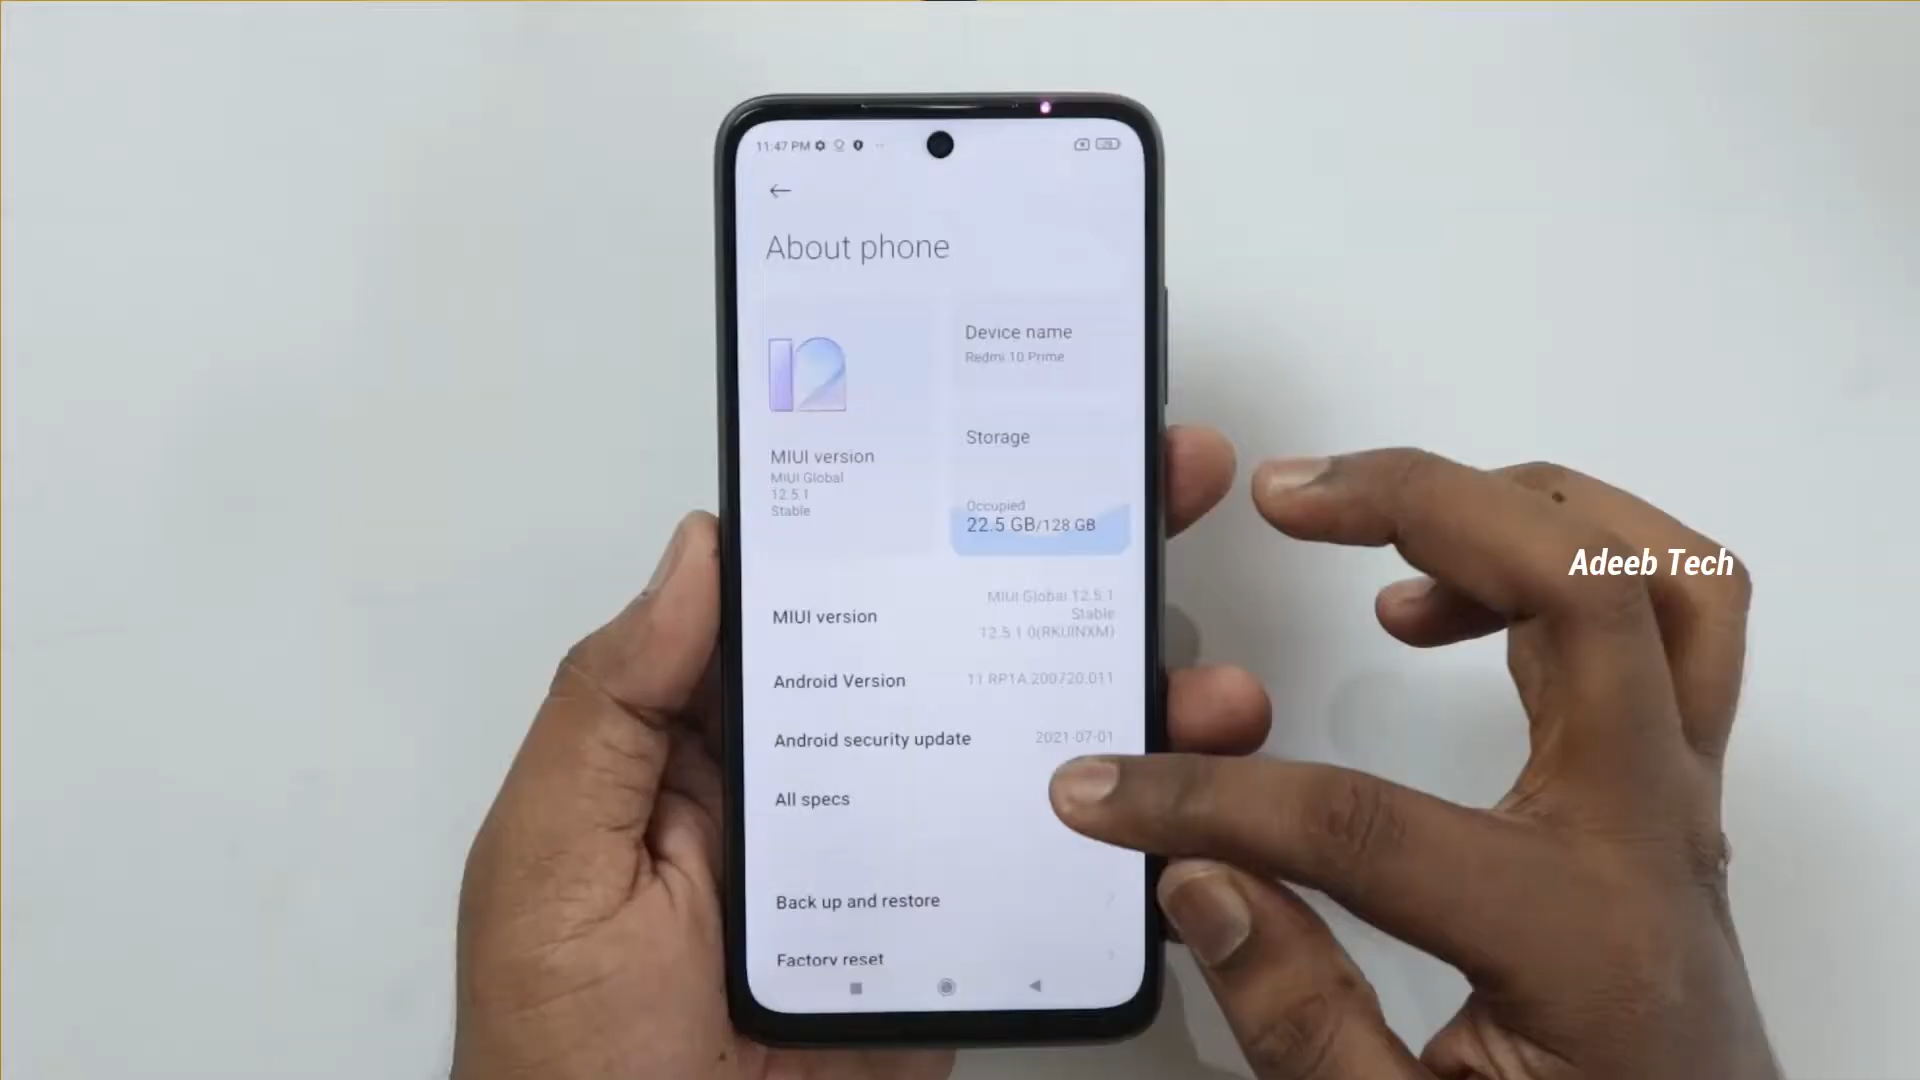 11:47 PM
About phone
12
Device name
Redmi 10 Prime
MIUI version
MIUI Global
12.5.1
Stable
Storage
Occupied
22.5 GB/128 GB
MIUI version
MIUI Global 12.5.1
Stable
12.5.1.0(RKUINXM)
Android Version 11 RP1A.200720.011
Android security update 2021-07-01
All specs
Back up and restore
Factory reset
Adeeb Tech